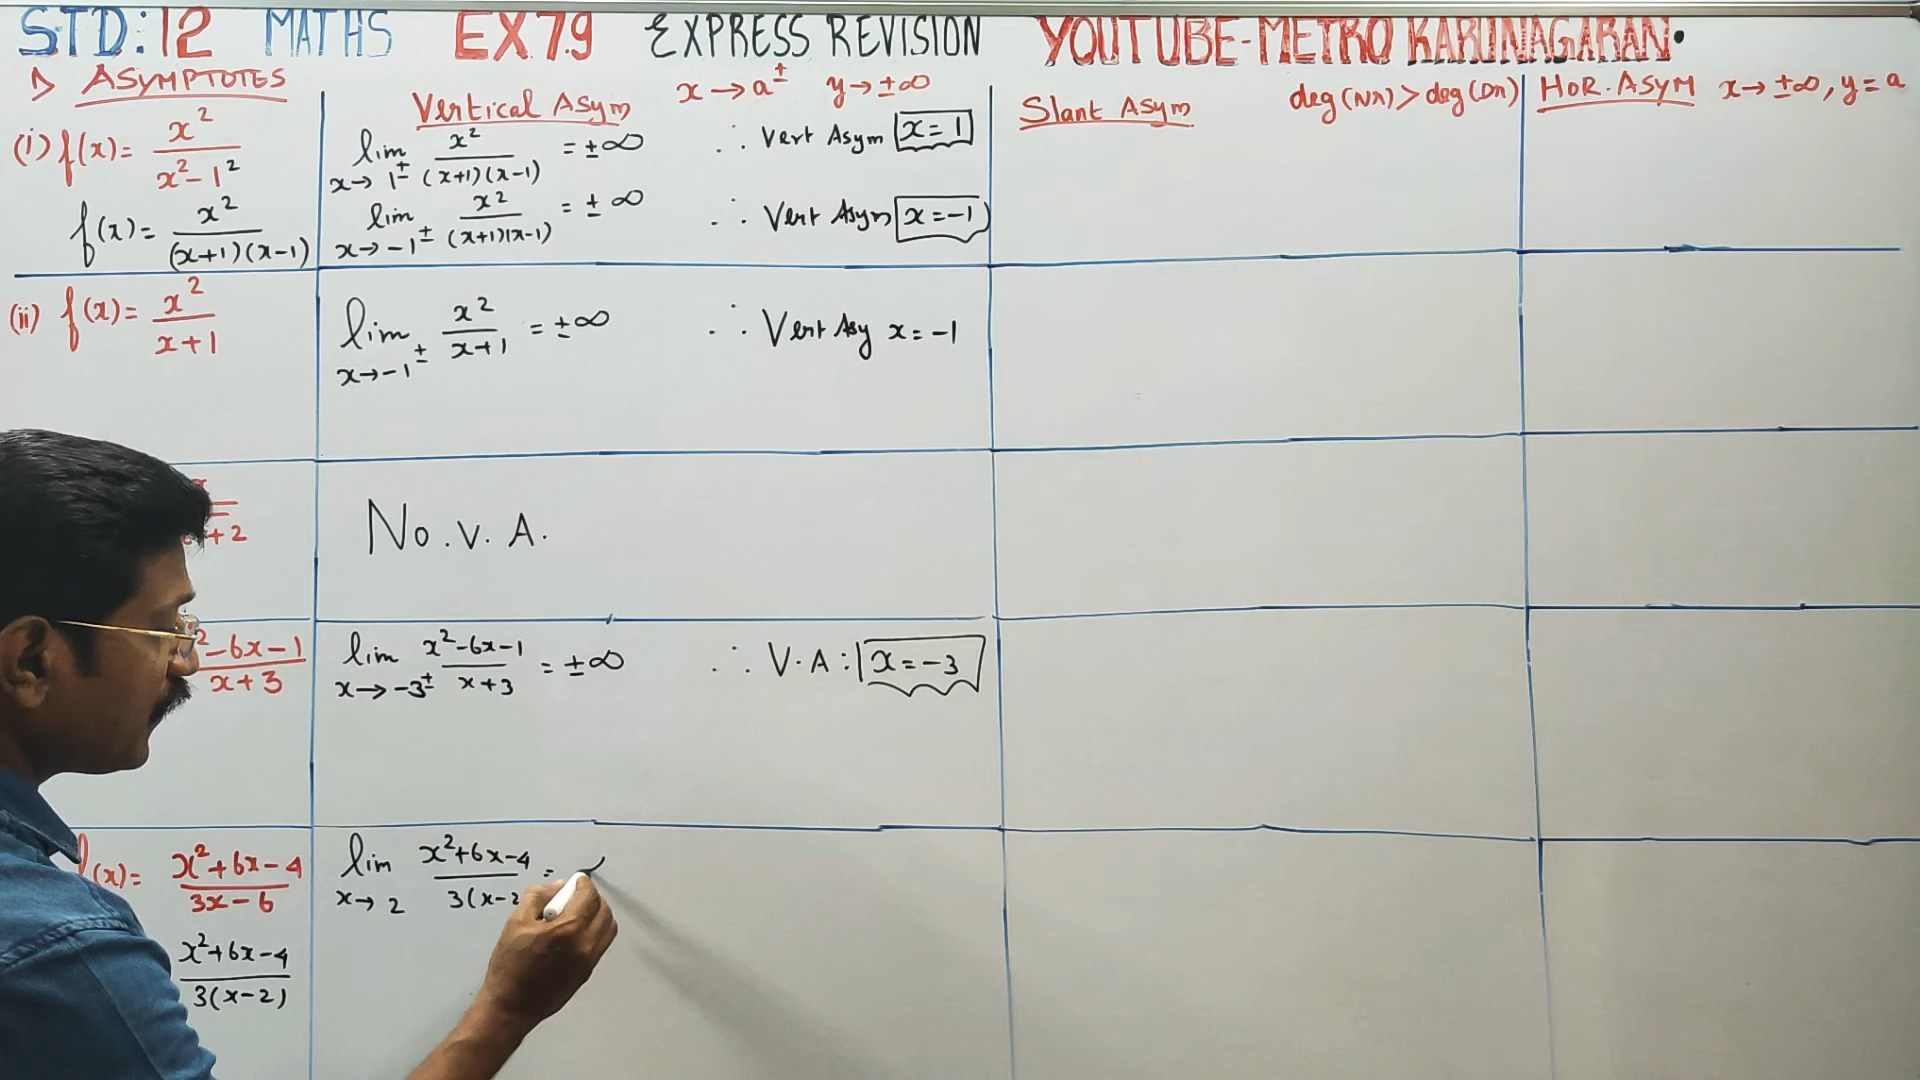 STD:12 MATHS EX 7.9 EXPRESS REVISION YOUTUBE-METRO KARUNAGARAN.
1) ASYMPTOTES
Vertical Asym x → a± y → ±∞
Slant Asym deg(Nr) > deg(Dr)
HOR. ASYM x → ±∞, y = a
(i) f(x) = x²/(x² - 1²)
f(x) = x²/(x+1)(x-1)
lim x → 1± x²/(x+1)(x-1) = ±∞ ∴ Vert Asym x = 1
lim x → -1± x²/(x+1)(x-1) = ±∞ ∴ Vert Asym x = -1
(ii) f(x) = x²/(x+1)
lim x → -1± x²/(x+1) = ±∞ ∴ Vert Asy x = -1
+2
No. V. A.
² - 6x - 1/(x+3)
lim x → -3± x² - 6x - 1/(x+3) = ±∞ ∴ V.A: x = -3
f(x) = x² + 6x - 4/(3x - 6)
x² + 6x - 4/3(x-2)
lim x → 2 x² + 6x - 4/3(x-2 =